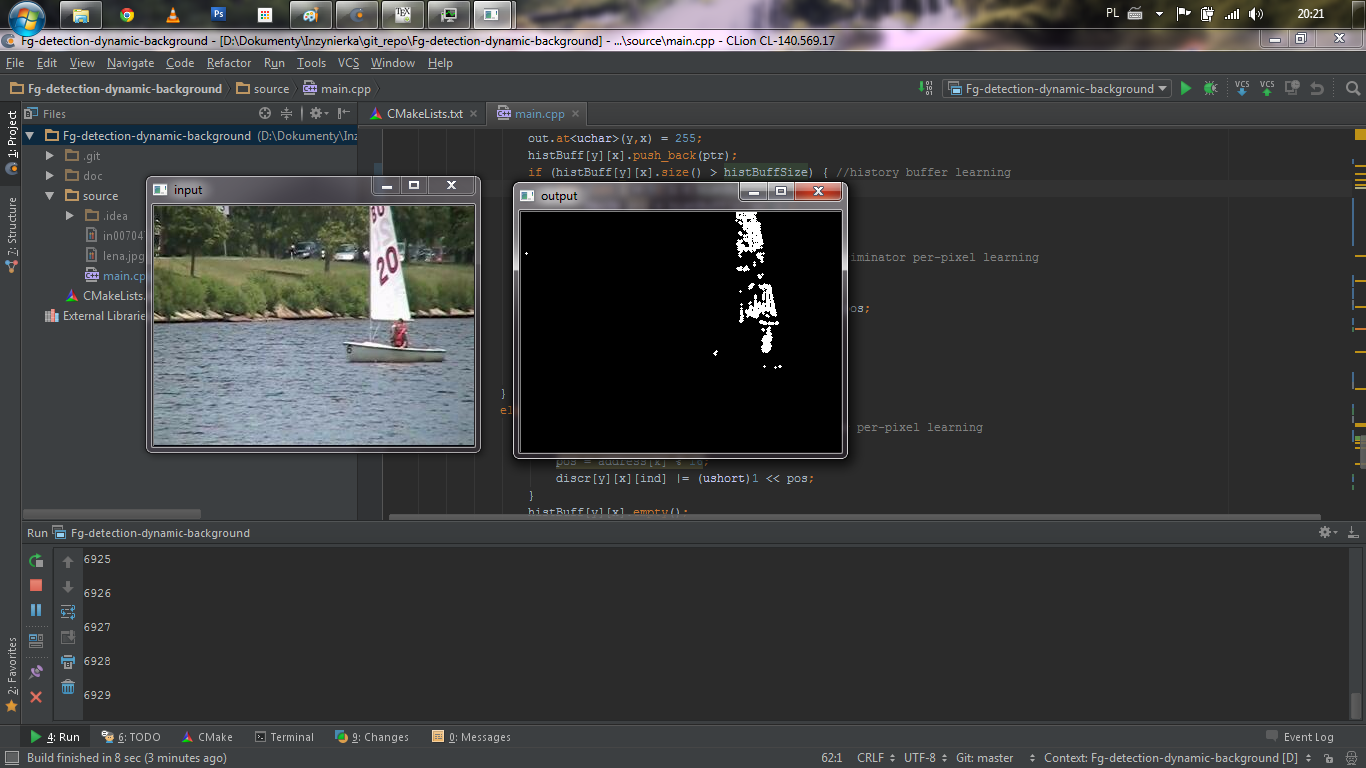 PL
20:21
Fg-detection-dynamic-background - [D:\Dokumenty\Inzynierka\git_repo\Fg-detection-dynamic-background] - ...\source\main.cpp - CLion CL-140.569.17
File Edit View Navigate Code Refactor Run Tools VCS Window Help
Fg-detection-dynamic-background source main.cpp
Fg-detection-dynamic-background
VCS VCS
1: Project
7: Structure
2: Favorites
Files
CMakeLists.txt main.cpp
Fg-detection-dynamic-background (D:\Dokumenty\Inz
.git
doc
source
.idea
in00704
lena.jpg
main.cp
CMakeLists.
External Librarie
out.at<uchar>(y,x) = 255;
histBuff[y][x].push_back(ptr);
if (histBuff[y][x].size() > histBuffSize) { //history buffer learning
iminator per-pixel learning
os;
}
el
per-pixel learning
pos = address[x] % 16;
discr[y][x][ind] |= (ushort)1 << pos;
}
histBuff[y][x].empty();
input
20
output
Run Fg-detection-dynamic-background
6925
6926
6927
6928
6929
4: Run 6: TODO CMake Terminal 9: Changes 0: Messages Event Log
Build finished in 8 sec (3 minutes ago)
62:1 CRLF UTF-8 Git: master Context: Fg-detection-dynamic-background [D]